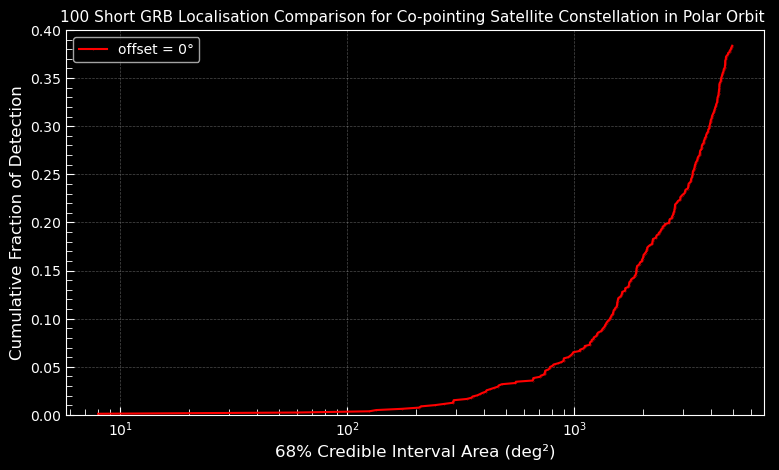 100 Short GRB Localisation Comparison for Co-pointing Satellite Constellation in Polar Orbit
offset = 0°
Cumulative Fraction of Detection
0.40
0.35
0.30
0.25
0.20
0.15
0.10
0.05
0.00
10¹ 10² 10³
68% Credible Interval Area (deg²)